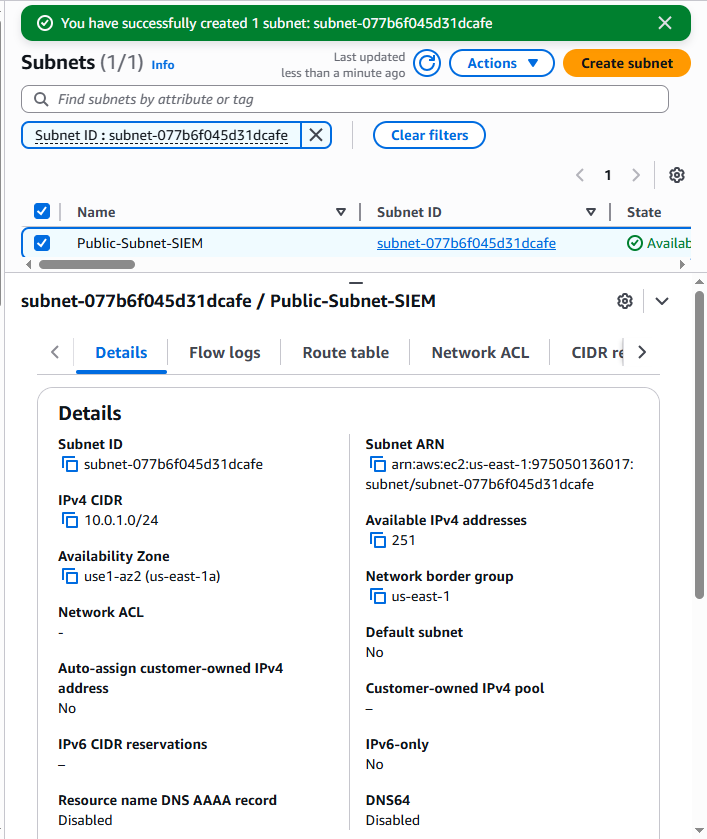 You have successfully created 1 subnet: subnet-077b6f045d31dcafe
Subnets (1/1) Info
Last updated
less than a minute ago
Actions
Create subnet
Find subnets by attribute or tag
Subnet ID : subnet-077b6f045d31dcafe
Clear filters
1
Name Subnet ID State
Public-Subnet-SIEM subnet-077b6f045d31dcafe Availab
subnet-077b6f045d31dcafe / Public-Subnet-SIEM
Details Flow logs Route table Network ACL CIDR re
Details
Subnet ID
subnet-077b6f045d31dcafe
Subnet ARN
arn:aws:ec2:us-east-1:975050136017:
subnet/subnet-077b6f045d31dcafe
IPv4 CIDR
10.0.1.0/24
Available IPv4 addresses
251
Availability Zone
use1-az2 (us-east-1a)
Network border group
us-east-1
Network ACL
-
Default subnet
No
Auto-assign customer-owned IPv4
address
No
Customer-owned IPv4 pool
–
IPv6 CIDR reservations
–
IPv6-only
No
Resource name DNS AAAA record
Disabled
DNS64
Disabled